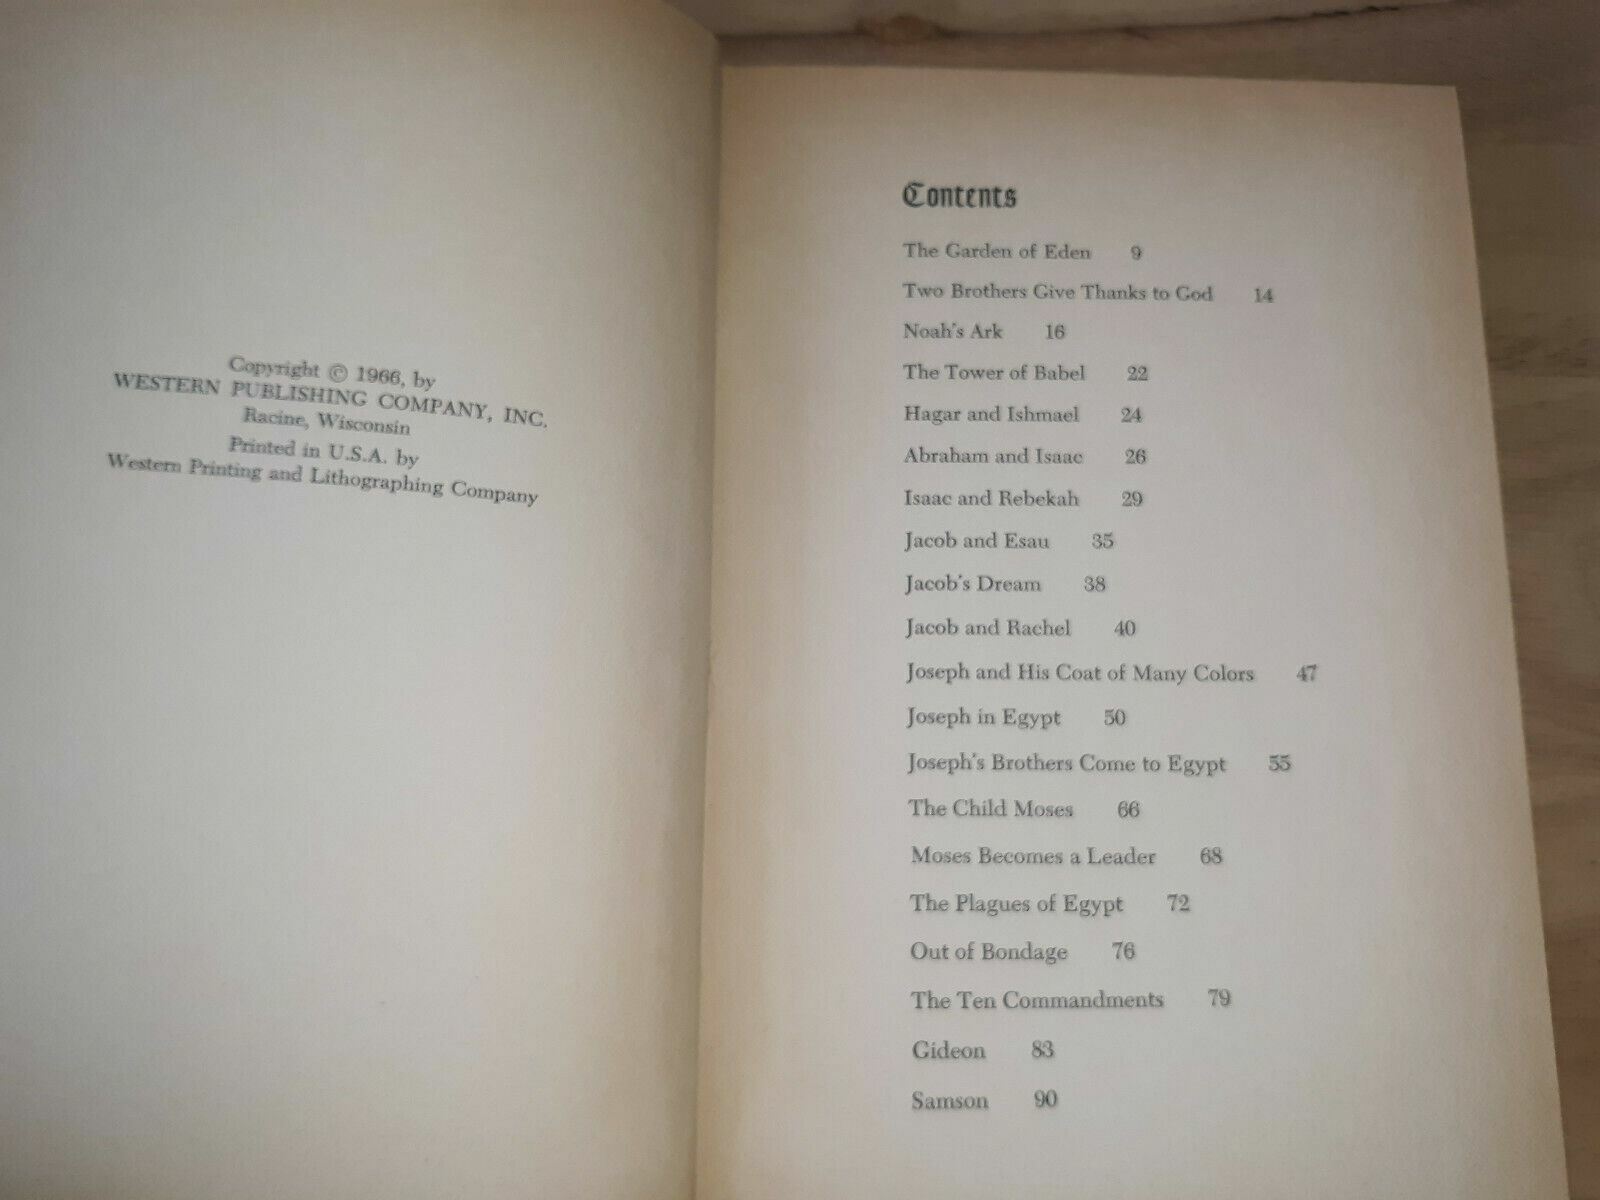 Copyright © 1966, by
WESTERN PUBLISHING COMPANY, INC.
Racine, Wisconsin
Printed in U.S.A. by
Western Printing and Lithographing Company
Contents
The Garden of Eden 9
Two Brothers Give Thanks to God 14
Noah's Ark 16
The Tower of Babel 22
Hagar and Ishmael 24
Abraham and Isaac 26
Isaac and Rebekah 29
Jacob and Esau 35
Jacob's Dream 38
Jacob and Rachel 40
Joseph and His Coat of Many Colors 47
Joseph in Egypt 50
Joseph's Brothers Come to Egypt 55
The Child Moses 66
Moses Becomes a Leader 68
The Plagues of Egypt 72
Out of Bondage 76
The Ten Commandments 79
Gideon 83
Samson 90